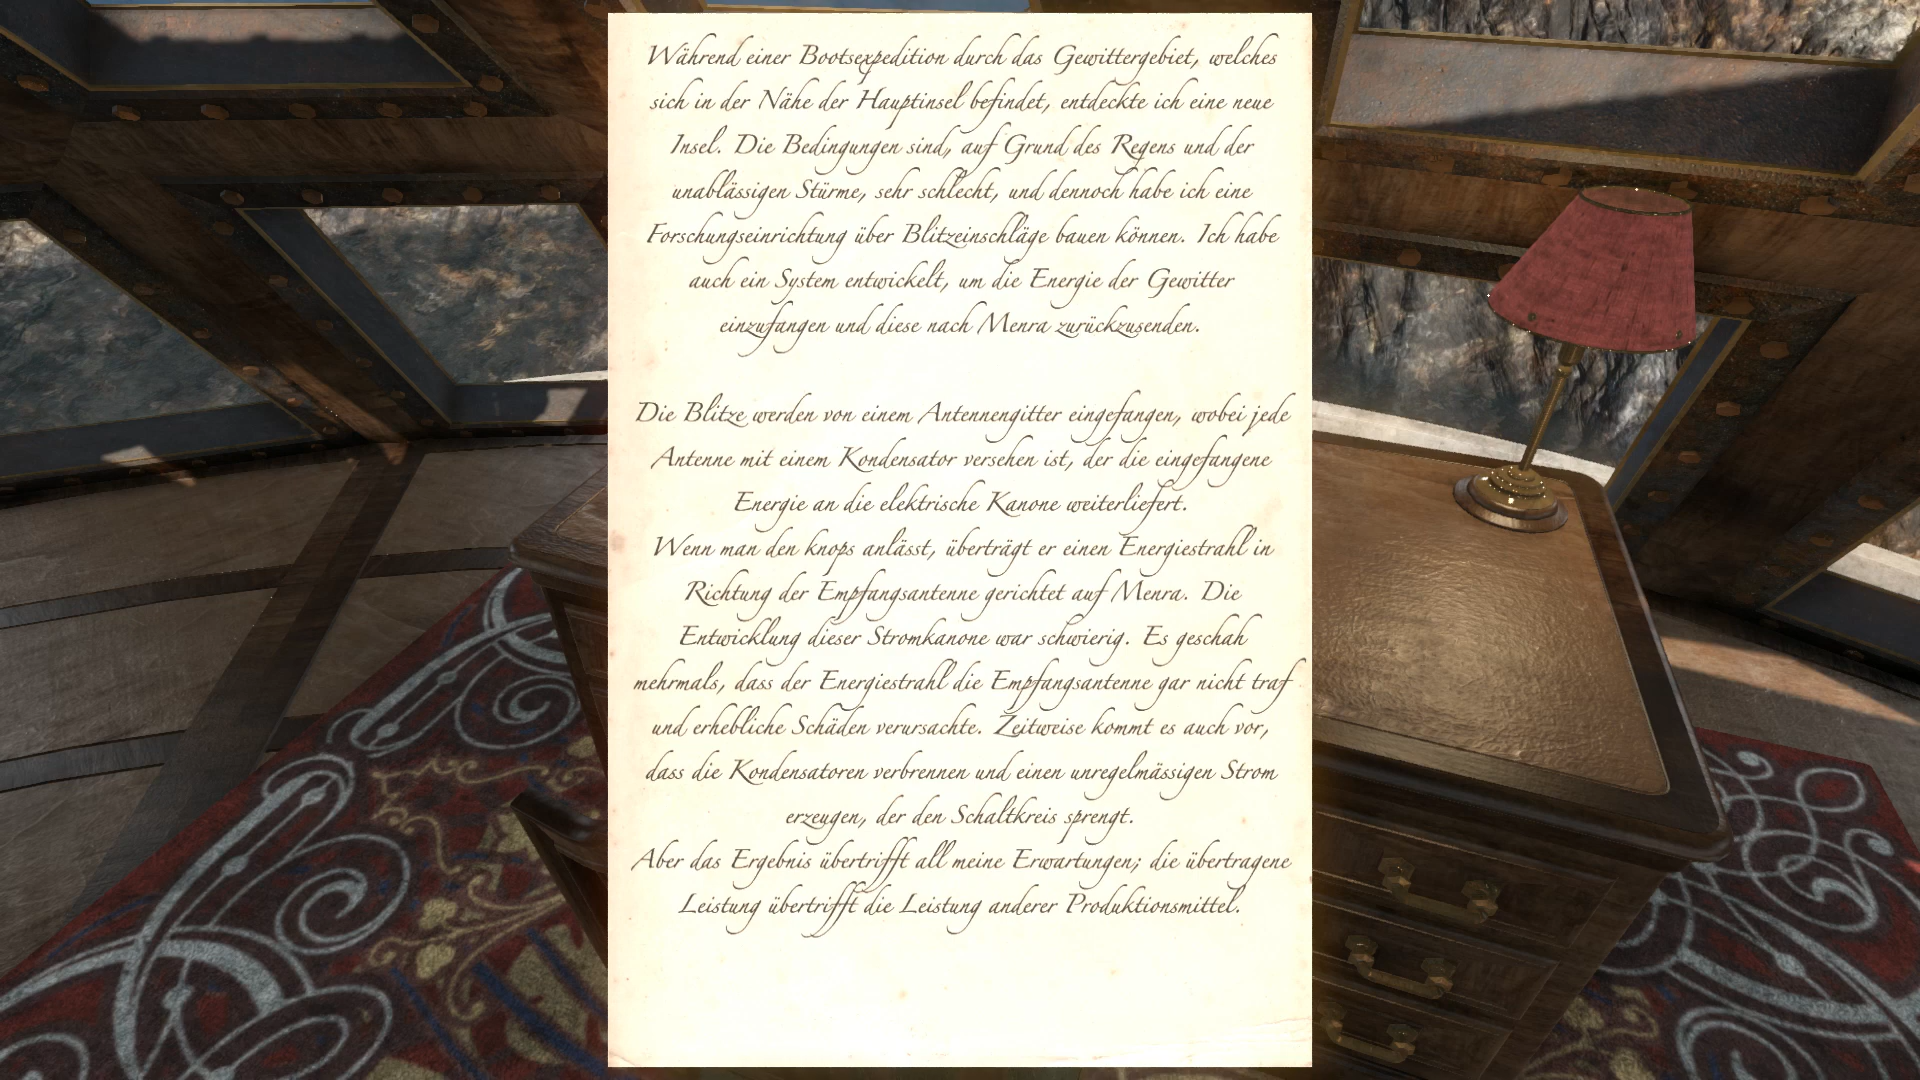 Während einer Bootsexpedition durch das Gewittergebiet, welches
sich in der Nähe der Hauptinsel befindet, entdeckte ich eine neue
Insel. Die Bedingungen sind, auf Grund des Regens und der
unablässigen Stürme, sehr schlecht, und dennoch habe ich eine
Forschungseinrichtung über Blitzeinschläge bauen können. Ich habe
auch ein System entwickelt, um die Energie der Gewitter
einzufangen und diese nach Menra zurückzusenden.
Die Blitze werden von einem Antennengitter eingefangen, wobei jede
Antenne mit einem Kondensator versehen ist, der die eingefangene
Energie an die elektrische Kanone weiterliefert.
Wenn man den knops anlässt, überträgt er einen Energiestrahl in
Richtung der Empfangsantenne gerichtet auf Menra. Die
Entwicklung dieser Stromkanone war schwierig. Es geschah
mehrmals, dass der Energiestrahl die Empfangsantenne gar nicht traf
und erhebliche Schäden verursachte. Zeitweise kommt es auch vor,
dass die Kondensatoren verbrennen und einen unregelmässigen Strom
erzeugen, der den Schaltkreis sprengt.
Aber das Ergebnis übertrifft all meine Erwartungen; die übertragene
Leistung übertrifft die Leistung anderer Produktionsmittel.